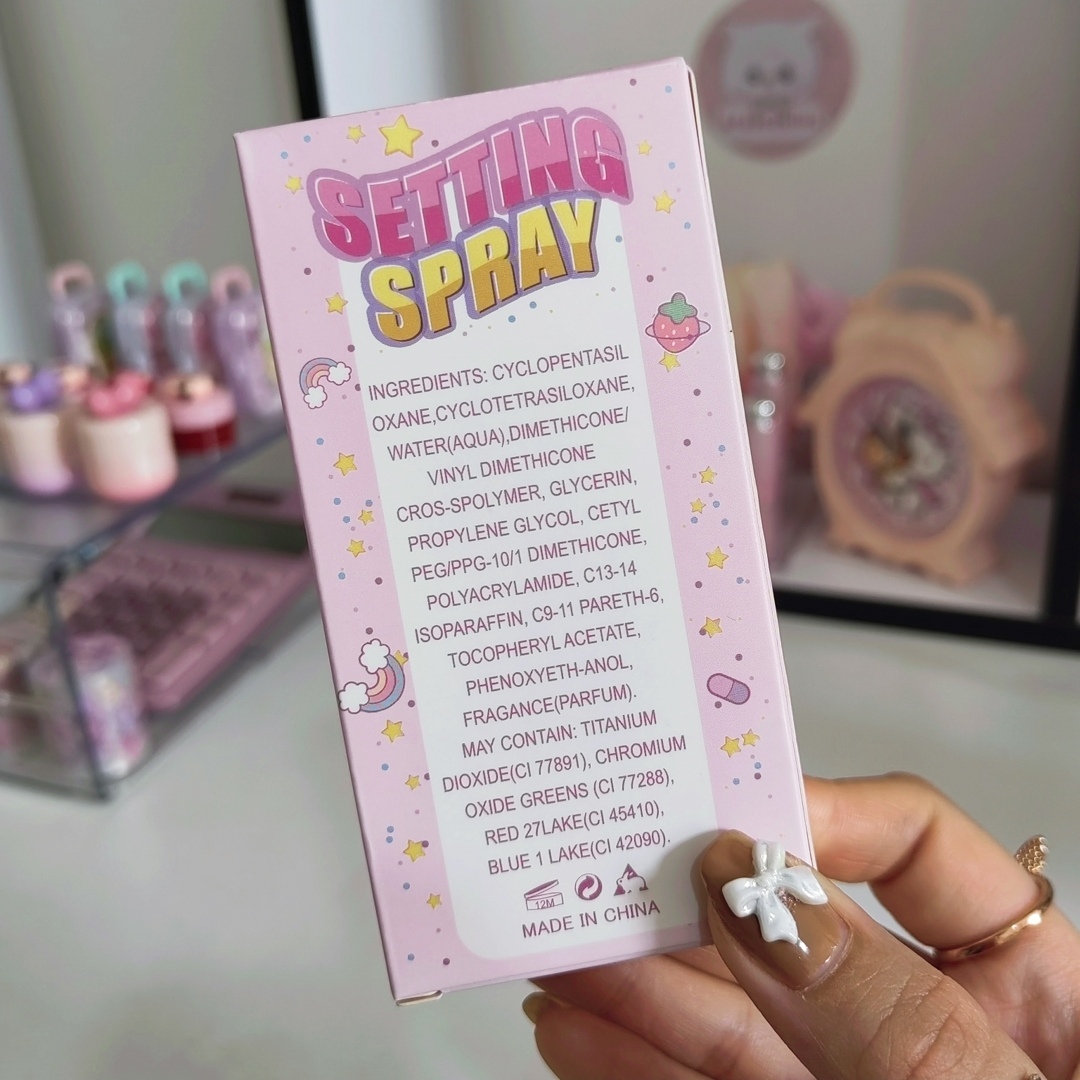 SETTING
SPRAY
INGREDIENTS: CYCLOPENTASIL
OXANE,CYCLOTETRASILOXANE,
WATER(AQUA),DIMETHICONE/
VINYL DIMETHICONE
CROS-SPOLYMER, GLYCERIN,
PROPYLENE GLYCOL, CETYL
PEG/PPG-10/1 DIMETHICONE,
POLYACRYLAMIDE, C13-14
ISOPARAFFIN, C9-11 PARETH-6,
TOCOPHERYL ACETATE,
PHENOXYETH-ANOL,
FRAGANCE(PARFUM).
MAY CONTAIN: TITANIUM
DIOXIDE(CI 77891), CHROMIUM
OXIDE GREENS (CI 77288),
RED 27LAKE(CI 45410),
BLUE 1 LAKE(CI 42090).
12M
MADE IN CHINA